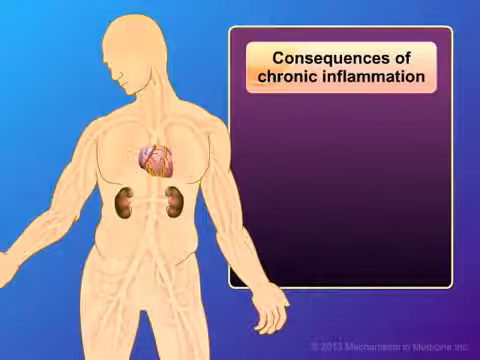 Consequences of
chronic inflammation
© 2013 Mechanisms in Medicine Inc.